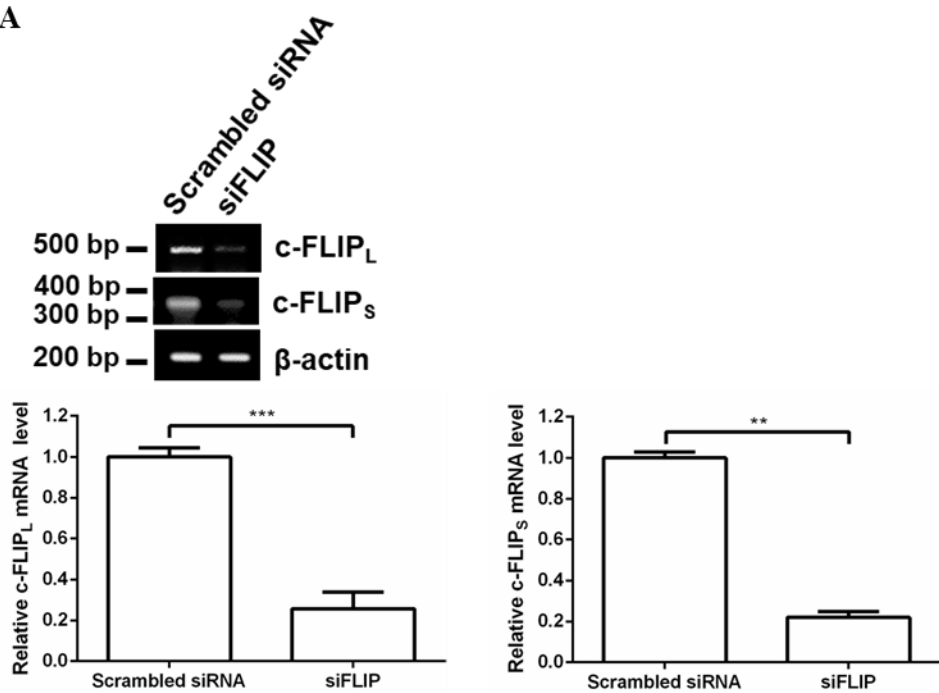 A
Scrambled siRNA
siFLIP
500 bp
c-FLIPL
400 bp
300 bp
c-FLIPS
200 bp
β-actin
Relative c-FLIPL mRNA level
1.2
1.0
0.8
0.6
0.4
0.2
0.0
***
Scrambled siRNA
siFLIP
Relative c-FLIPS mRNA level
1.2
1.0
0.8
0.6
0.4
0.2
0.0
**
Scrambled siRNA
siFLIP